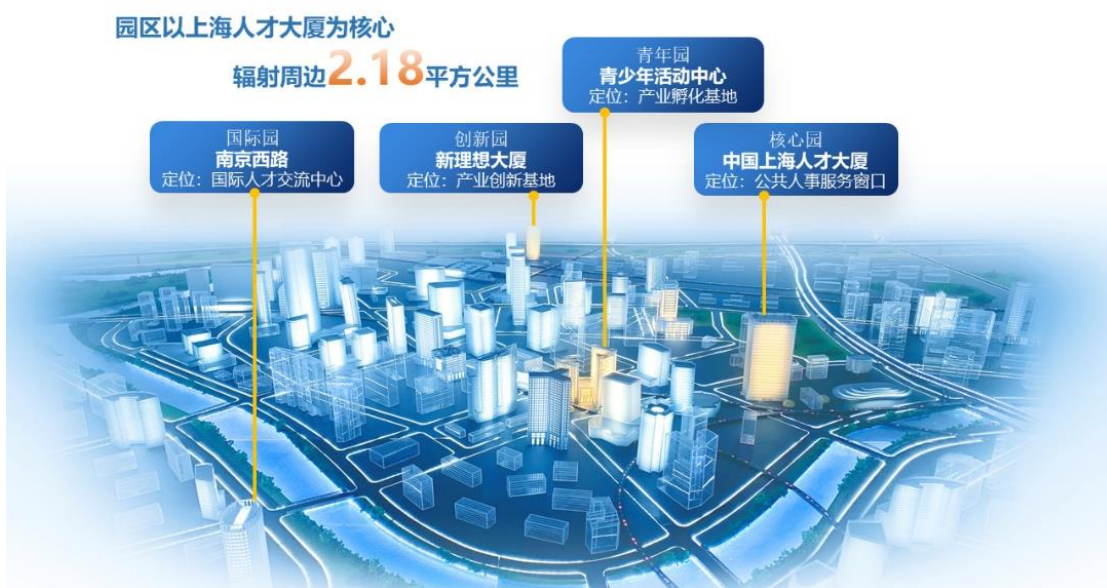 园区以上海人才大厦为核心
辐射周边2.18平方公里
青年园
青少年活动中心
定位：产业孵化基地
国际园
南京西路
定位：国际人才交流中心
创新园
新理想大厦
定位：产业创新基地
核心园
中国上海人才大厦
定位：公共人事服务窗口